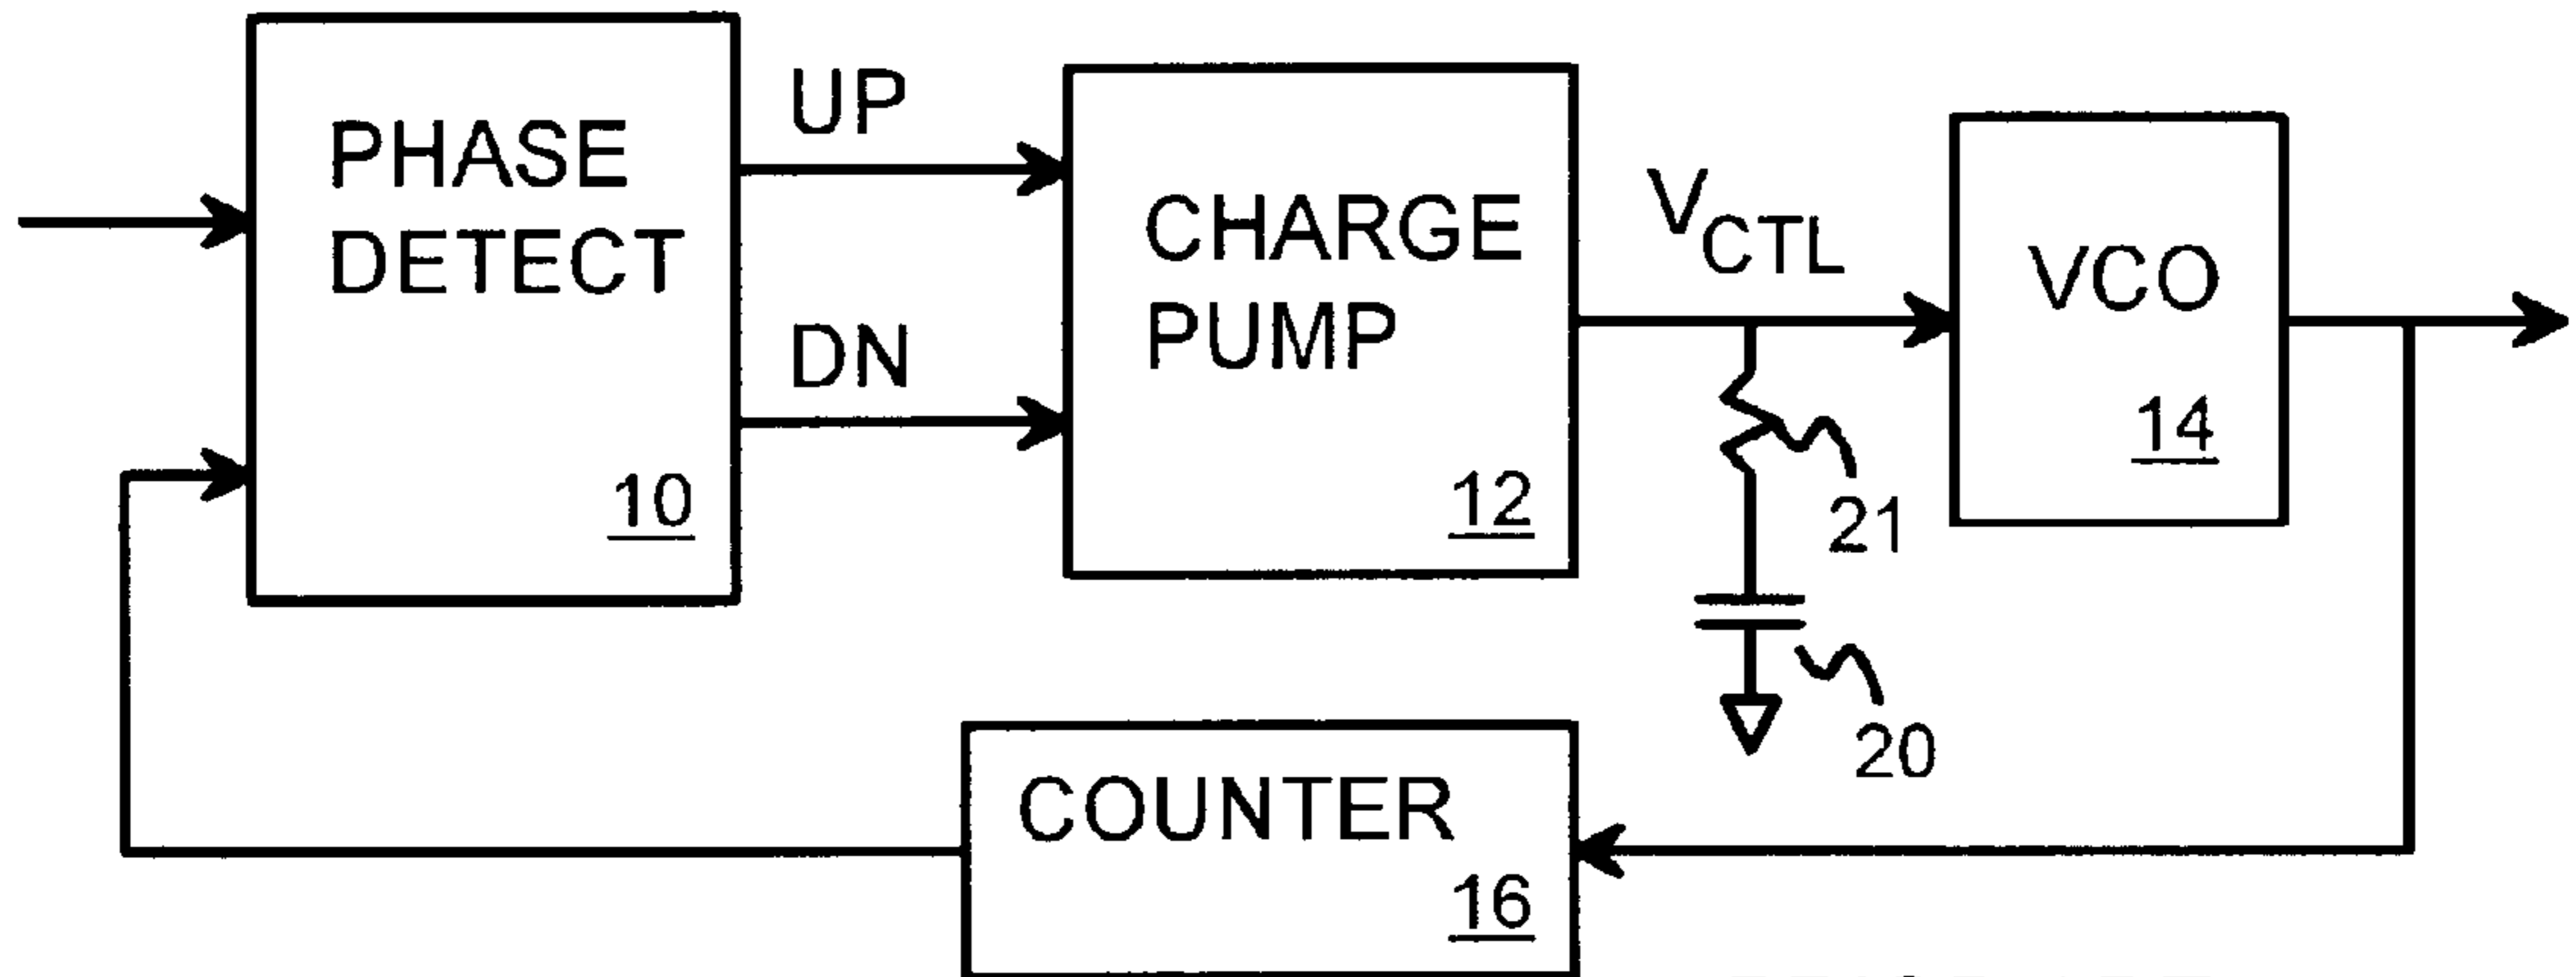 PHASE
DETECT
10
UP
DN
CHARGE
PUMP
12
VCTL
VCO
14
21
20
COUNTER
16